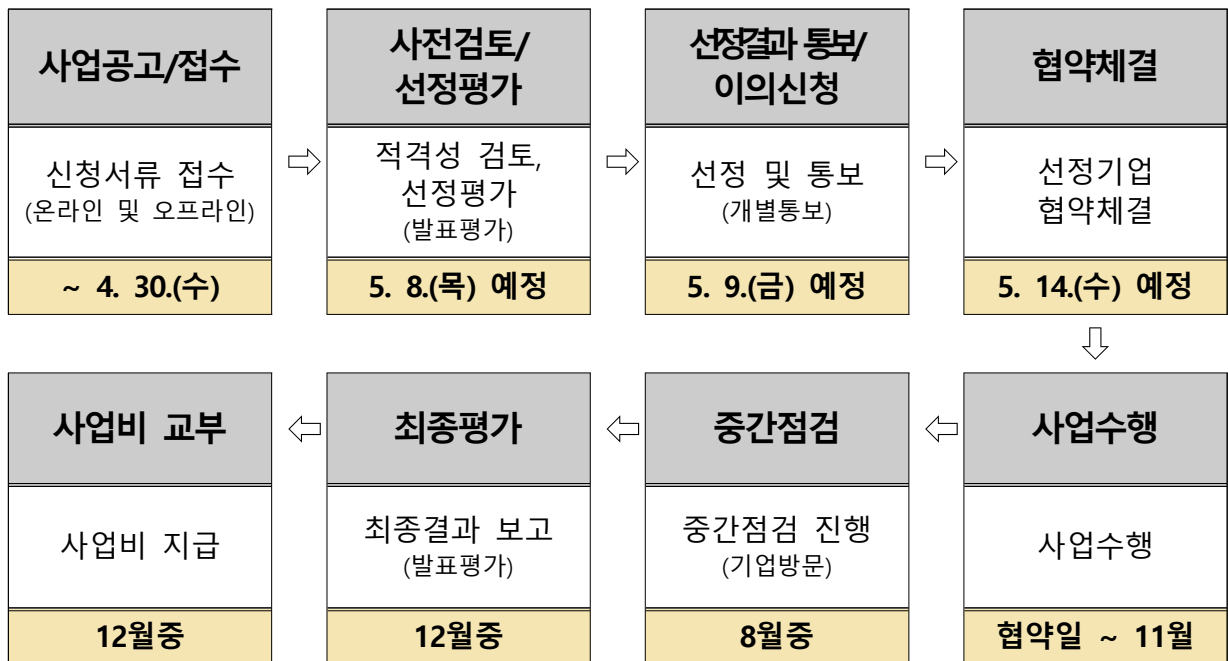 사업공고/접수
신청서류 접수
(온라인 및 오프라인)
~ 4. 30.(수)
사전검토/
선정평가
적격성 검토,
선정평가
(발표평가)
5. 8.(목) 예정
선정결과 통보/
이의신청
선정 및 통보
(개별통보)
5. 9.(금) 예정
협약체결
선정기업
협약체결
5. 14.(수) 예정
사업수행
사업수행
협약일 ~ 11월
중간점검
중간점검 진행
(기업방문)
8월중
최종평가
최종결과 보고
(발표평가)
12월중
사업비 교부
사업비 지급
12월중